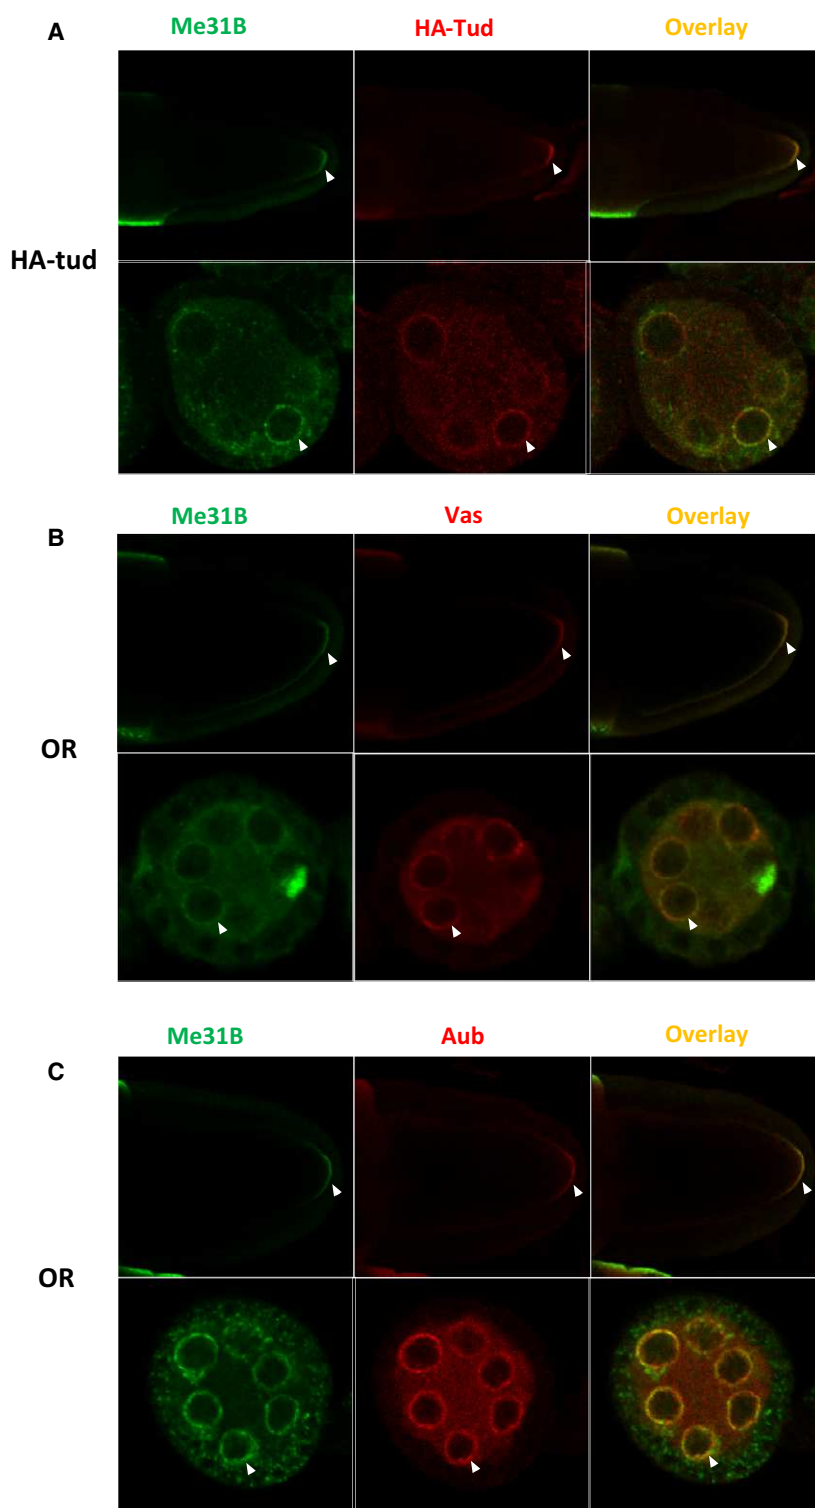 A
Me31B HA-Tud Overlay
HA-tud
B
Me31B Vas Overlay
OR
C
Me31B Aub Overlay
OR